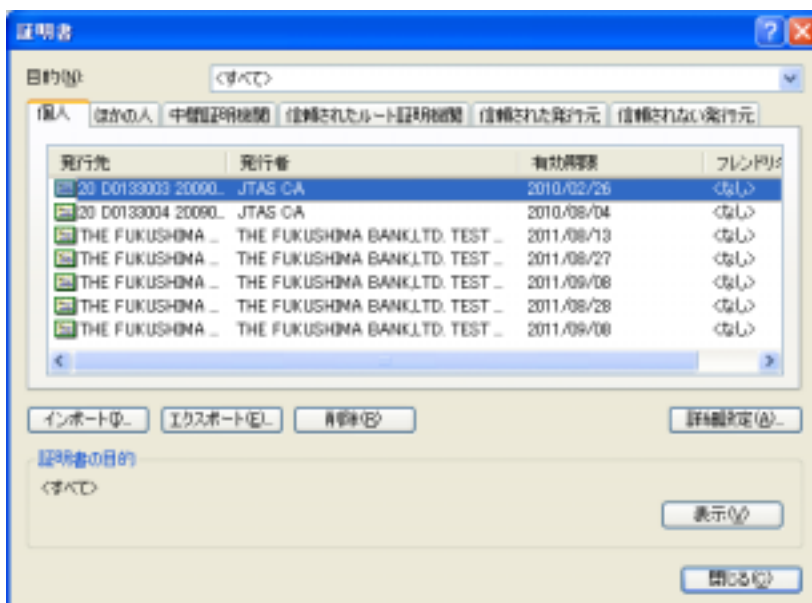 証明書
目的(N): <すべて>
個人 ほかの人 中間証明機関 信頼されたルート証明機関 信頼された発行元 信頼されない発行元
発行先 発行者 有効期限 フレンドリ
20 D0133003 20090... JTAS CA 2010/02/26 <なし>
20 D0133004 20090... JTAS CA 2010/08/04 <なし>
THE FUKUSHIMA ... THE FUKUSHIMA BANK,LTD. TEST ... 2011/08/13 <なし>
THE FUKUSHIMA ... THE FUKUSHIMA BANK,LTD. TEST ... 2011/08/27 <なし>
THE FUKUSHIMA ... THE FUKUSHIMA BANK,LTD. TEST ... 2011/09/08 <なし>
THE FUKUSHIMA ... THE FUKUSHIMA BANK,LTD. TEST ... 2011/08/28 <なし>
THE FUKUSHIMA ... THE FUKUSHIMA BANK,LTD. TEST ... 2011/09/08 <なし>
インポート(I)... エクスポート(E)... 削除(R) 詳細設定(A)...
証明書の目的
<すべて>
表示(V)
閉じる(C)